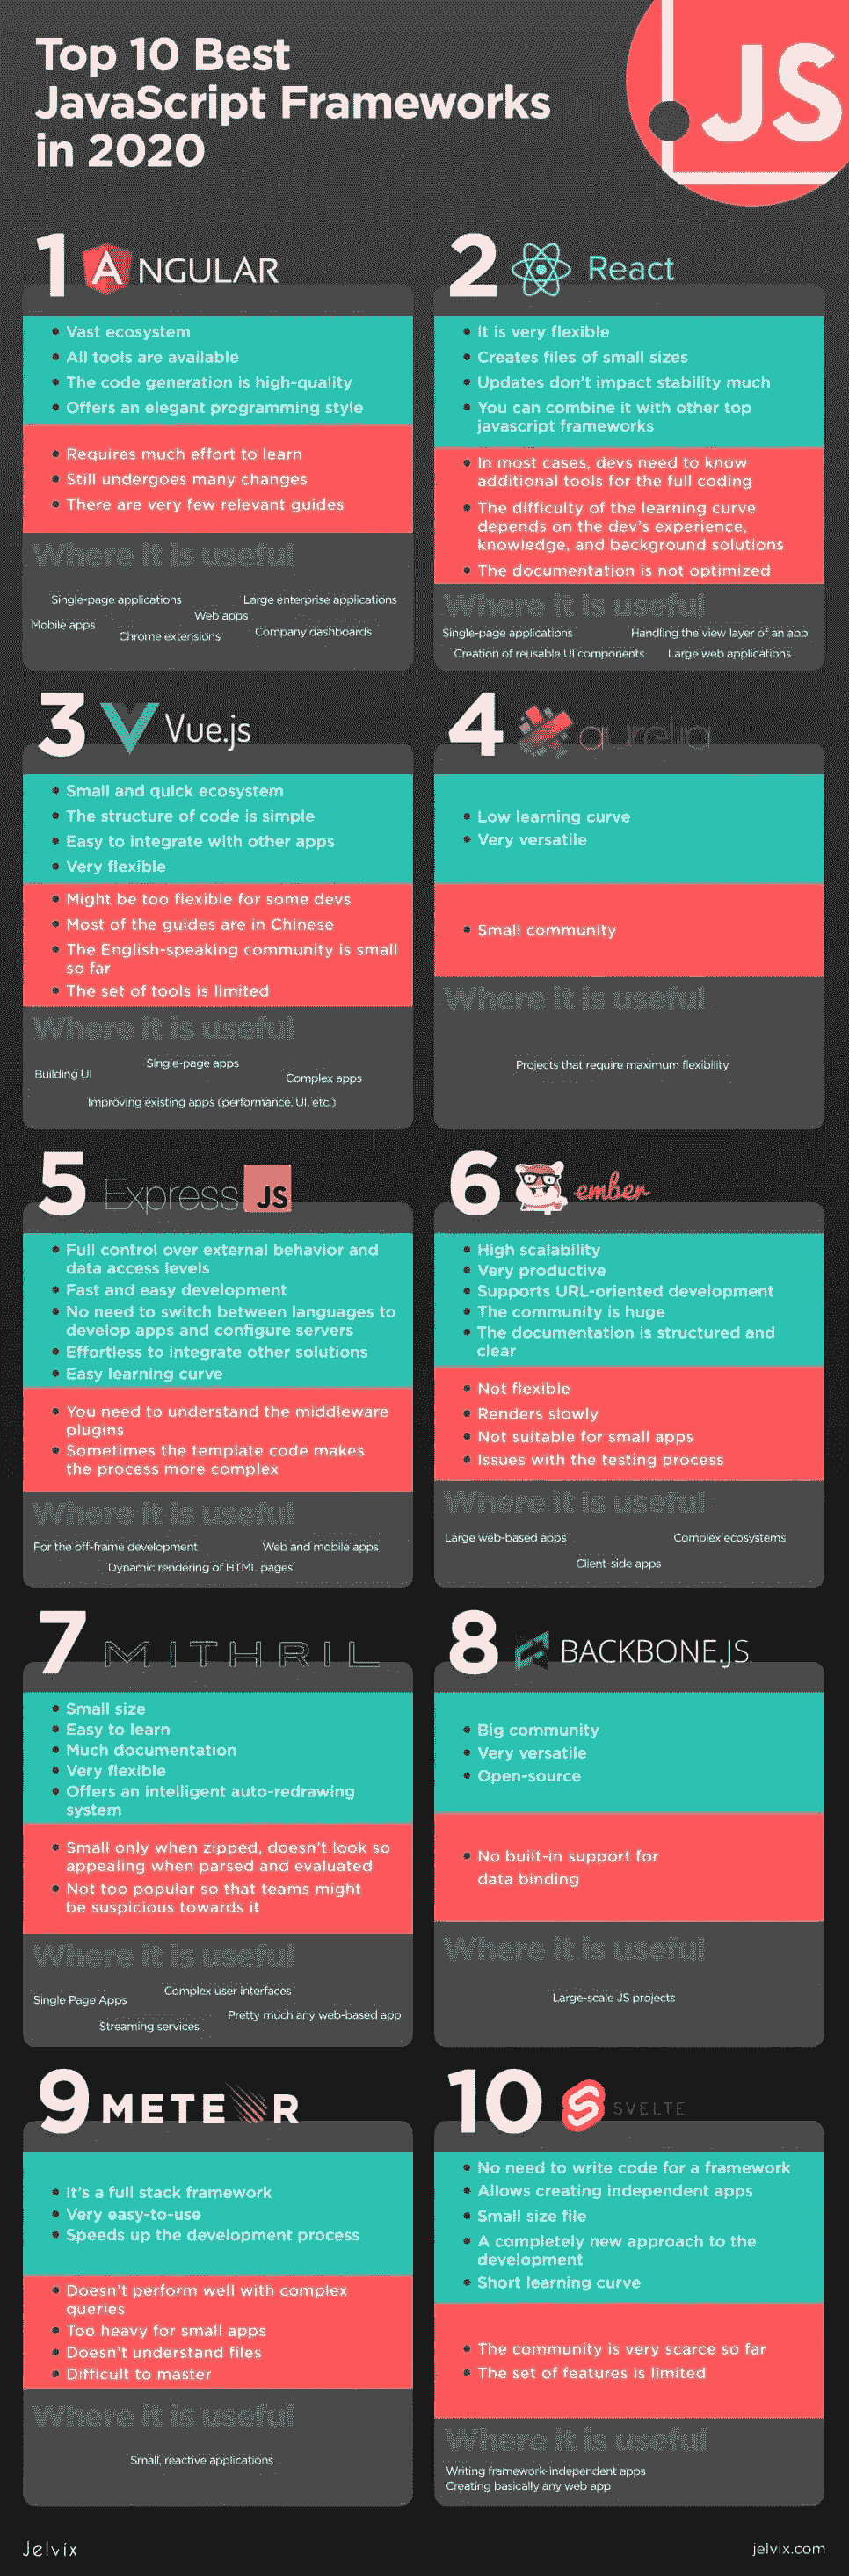 Top 10 Best
JavaScript Frameworks
in 2020
JS
1 ANGULAR
Vast ecosystem
All tools are available
The code generation is high-quality
Offers an elegant programming style
Requires much effort to learn
Still undergoes many changes
There are very few relevant guides
Where it is useful
Single-page applications
Large enterprise applications
Web apps
Mobile apps
Chrome extensions
Company dashboards
2 React
It is very flexible
Creates files of small sizes
Updates don't impact stability much
You can combine it with other top
javascript frameworks
In most cases, devs need to know
additional tools for the full coding
The difficulty of the learning curve
depends on the dev's experience,
knowledge, and background solutions
The documentation is not optimized
Where it is useful
Single-page applications
Handling the view layer of an app
Creation of reusable UI components
Large web applications
3 Vue.js
Small and quick ecosystem
The structure of code is simple
Easy to integrate with other apps
Very flexible
Might be too flexible for some devs
Most of the guides are in Chinese
The English-speaking community is small
so far
The set of tools is limited
Where it is useful
Single-page apps
Building UI
Complex apps
Improving existing apps (performance, UI, etc.)
4 aurelia
Low learning curve
Very versatile
Small community
Where it is useful
Projects that require maximum flexibility
5 Express JS
Full control over external behavior and
data access levels
Fast and easy development
No need to switch between languages to
develop apps and configure servers
Effortless to integrate other solutions
Easy learning curve
You need to understand the middleware
plugins
Sometimes the template code makes
the process more complex
Where it is useful
For the off-frame development
Web and mobile apps
Dynamic rendering of HTML pages
6 ember
High scalability
Very productive
Supports URL-oriented development
The community is huge
The documentation is structured and
clear
Not flexible
Renders slowly
Not suitable for small apps
Issues with the testing process
Where it is useful
Large web-based apps
Complex ecosystems
Client-side apps
7 MITHRIL
Small size
Easy to learn
Much documentation
Very flexible
Offers an intelligent auto-redrawing
system
Small only when zipped, doesn't look so
appealing when parsed and evaluated
Not too popular so that teams might
be suspicious towards it
Where it is useful
Complex user interfaces
Single Page Apps
Pretty much any web-based app
Streaming services
8 BACKBONE.JS
Big community
Very versatile
Open-source
No built-in support for
data binding
Where it is useful
Large-scale JS projects
9 METEOR
It's a full stack framework
Very easy-to-use
Speeds up the development process
Doesn't perform well with complex
queries
Too heavy for small apps
Doesn't understand files
Difficult to master
Where it is useful
Small, reactive applications
10 SVELTE
No need to write code for a framework
Allows creating independent apps
Small size file
A completely new approach to the
development
Short learning curve
The community is very scarce so far
The set of features is limited
Where it is useful
Writing framework-independent apps
Creating basically any web app
Jelvix
jelvix.com